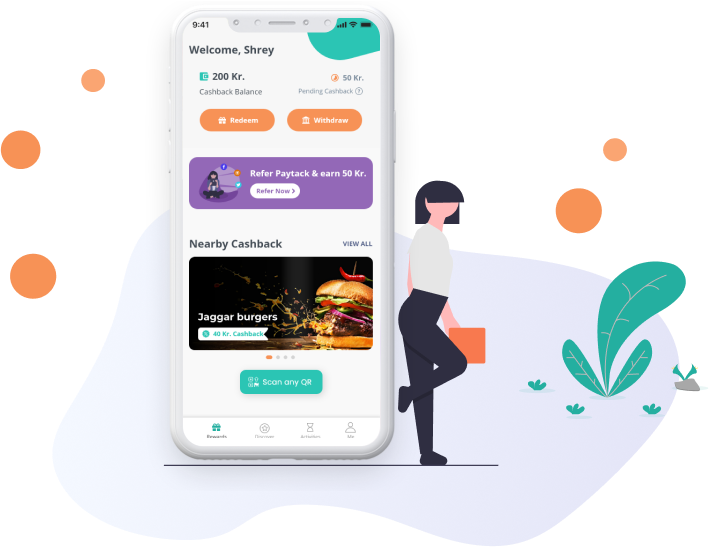 9:41
Welcome, Shrey
200 Kr.
50 Kr.
Cashback Balance
Pending Cashback ?
Redeem
Withdraw
Refer Paytack & earn 50 Kr.
Refer Now >
Nearby Cashback
VIEW ALL
Jaggar burgers
40 Kr. Cashback
Scan any QR
Rewards
Discover
Activities
Me